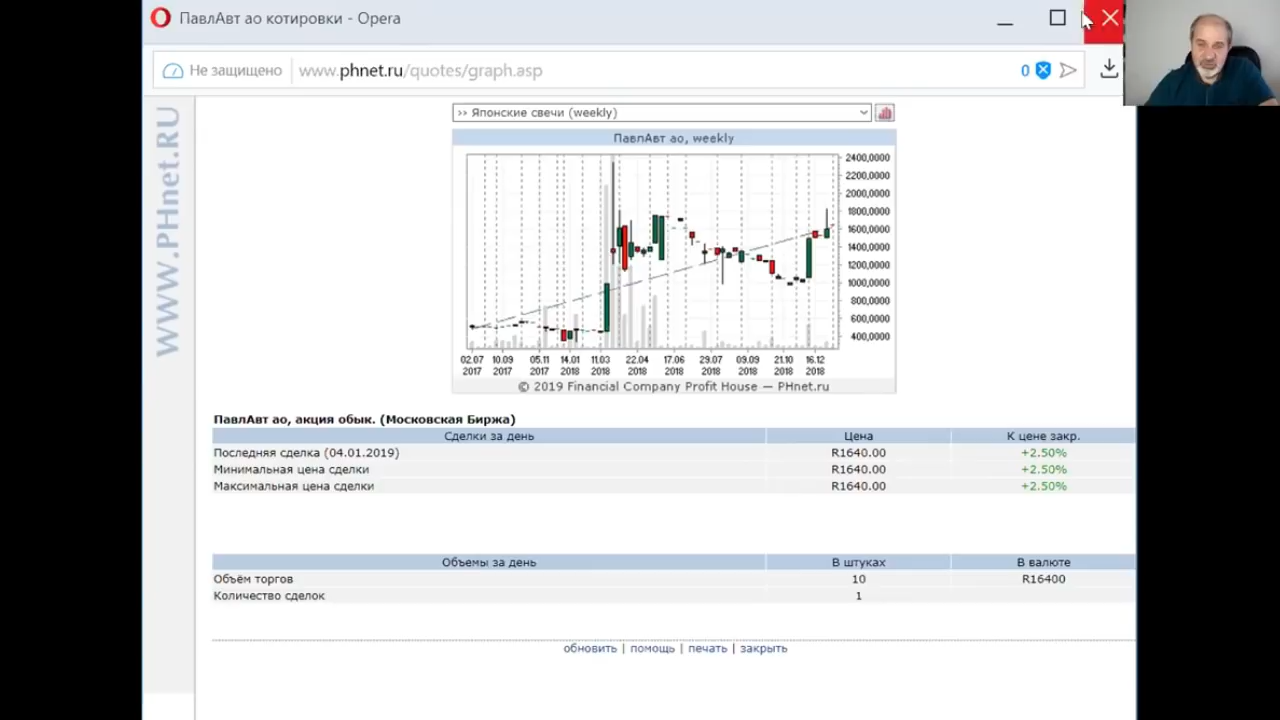 ПавлАвт ао котировки - Opera
Не защищено
www.phnet.ru/quotes/graph.asp
0
WWW.PHnet.RU
>> Японские свечи (weekly)
ПавлАвт ао, weekly
2400,0000
2200,0000
2000,0000
1800,0000
1600,0000
1400,0000
1200,0000
1000,0000
800,0000
600,0000
400,0000
02.07 10.09 05.11 14.01 11.03 22.04 17.06 29.07 09.09 21.10 16.12
2017 2017 2017 2018 2018 2018 2018 2018 2018 2018 2018
© 2019 Financial Company Profit House — PHnet.ru
ПавлАвт ао, акция обык. (Московская Биржа)
Сделки за день Цена К цене закр.
Последняя сделка (04.01.2019) R1640.00 +2.50%
Минимальная цена сделки R1640.00 +2.50%
Максимальная цена сделки R1640.00 +2.50%
Объемы за день В штуках В валюте
Объём торгов 10 R16400
Количество сделок 1
обновить | помощь | печать | закрыть